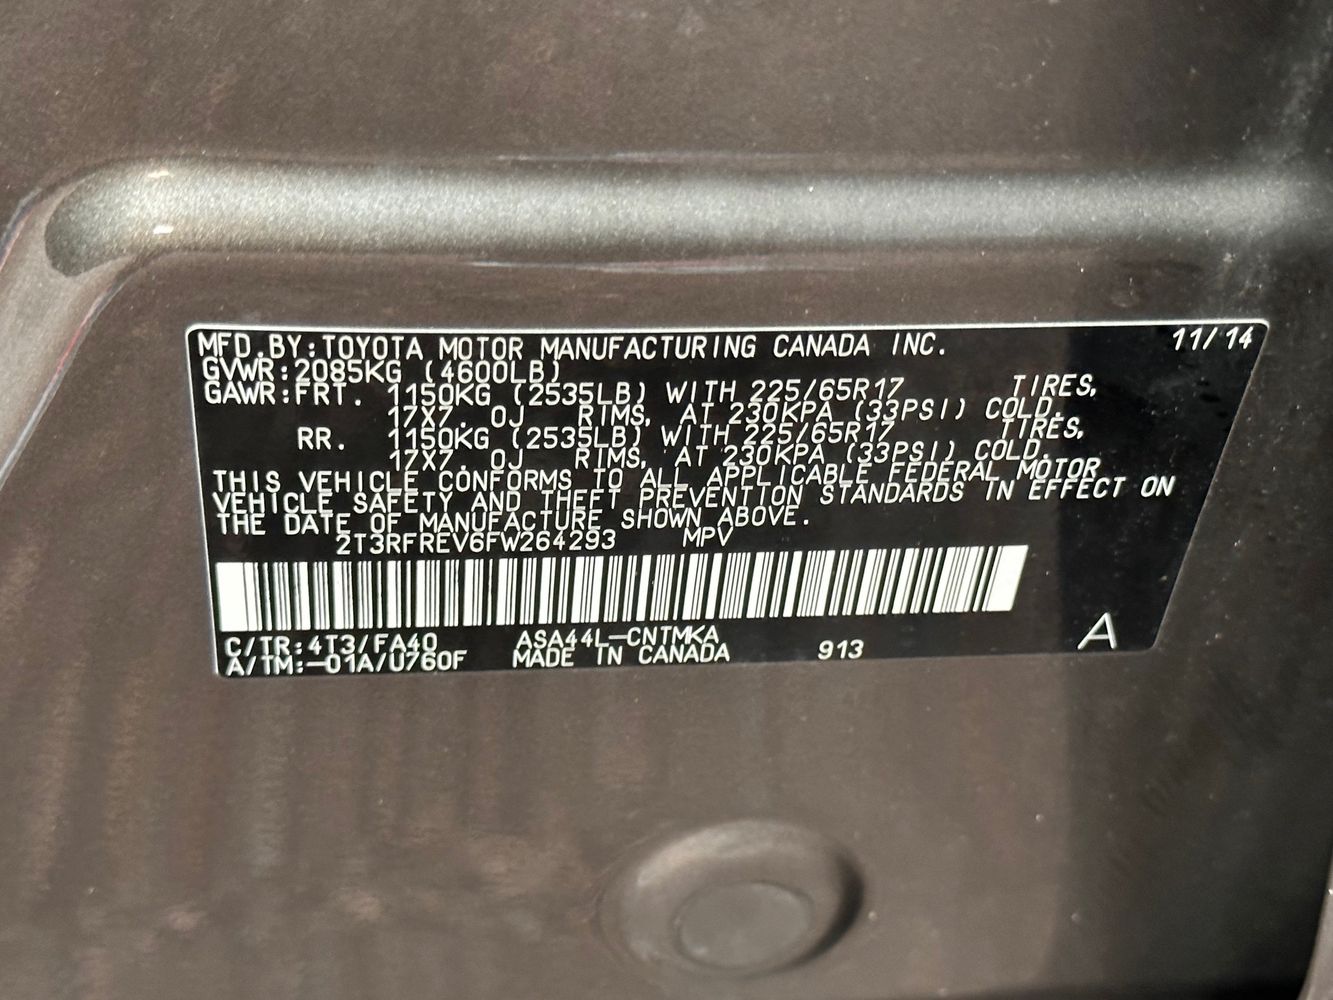 MFD.BY:TOYOTA MOTOR MANUFACTURING CANADA INC. 11/14
GVWR:2085KG (4600LB)
GAWR:FRT. 1150KG (2535LB) WITH 225/65R17 TIRES,
17X7.0J RIMS, AT 230KPA (33PSI) COLD.
RR. 1150KG (2535LB) WITH 225/65R17 TIRES,
17X7.0J RIMS, AT 230KPA (33PSI) COLD.
THIS VEHICLE CONFORMS TO ALL APPLICABLE FEDERAL MOTOR
VEHICLE SAFETY AND THEFT PREVENTION STANDARDS IN EFFECT ON
THE DATE OF MANUFACTURE SHOWN ABOVE.
2T3RFREV6FW264293 MPV
C/TR:4T3/FA40 ASA44L-CNTMKA 913 A
A/TM:-01A/U760F MADE IN CANADA